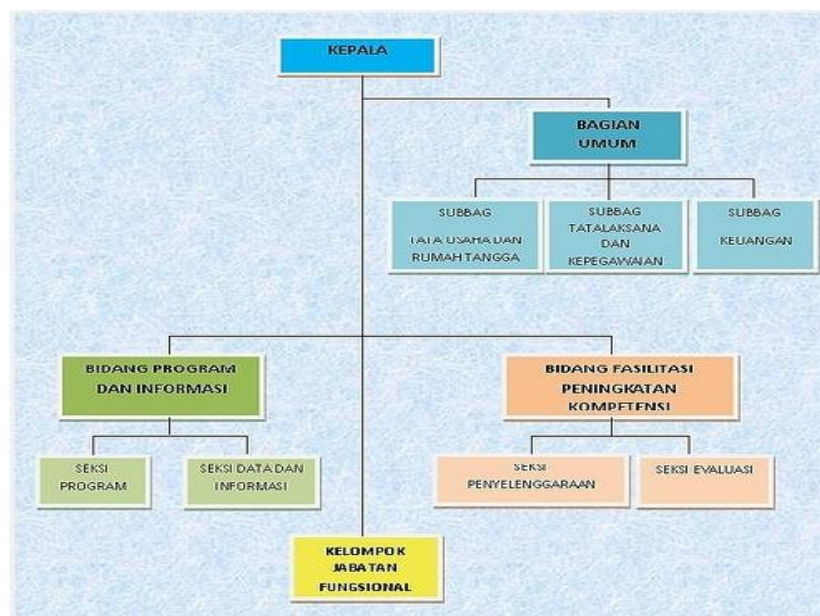 KEPALA
BAGIAN
UMUM
SUBBAG
TATA USAHA DAN
RUMAH TANGGA
SUBBAG
TATALAKSANA
DAN
KEPEGAWAIAN
SUBBAG
KEUANGAN
BIDANG PROGRAM
DAN INFORMASI
BIDANG FASILITASI
PENINGKATAN
KOMPETENSI
SEKSI
PROGRAM
SEKSI DATA DAN
INFORMASI
SEKSI
PENYELENGGARAAN
SEKSI EVALUASI
KELOMPOK
JABATAN
FUNGSIONAL